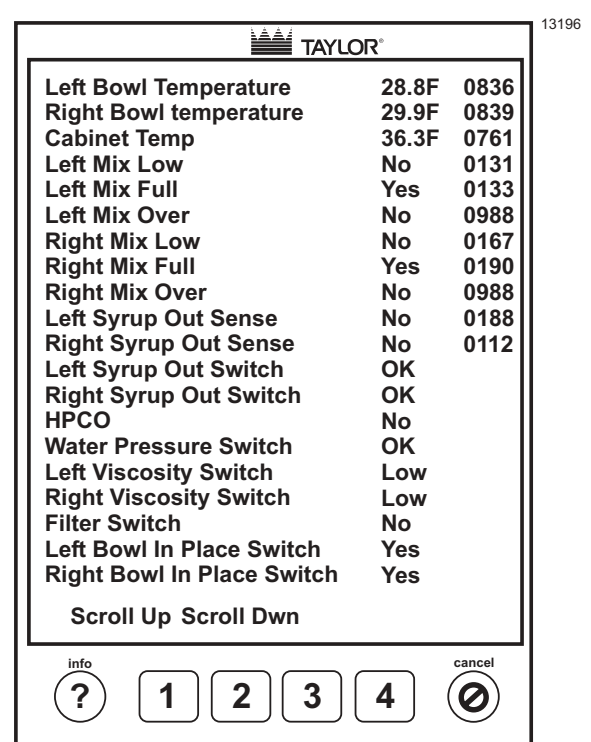 13196
TAYLOR®
Left Bowl Temperature 28.8F 0836
Right Bowl temperature 29.9F 0839
Cabinet Temp 36.3F 0761
Left Mix Low No 0131
Left Mix Full Yes 0133
Left Mix Over No 0988
Right Mix Low No 0167
Right Mix Full Yes 0190
Right Mix Over No 0988
Left Syrup Out Sense No 0188
Right Syrup Out Sense No 0112
Left Syrup Out Switch OK
Right Syrup Out Switch OK
HPCO No
Water Pressure Switch OK
Left Viscosity Switch Low
Right Viscosity Switch Low
Filter Switch No
Left Bowl In Place Switch Yes
Right Bowl In Place Switch Yes
Scroll Up Scroll Dwn
info cancel
? 1 2 3 4